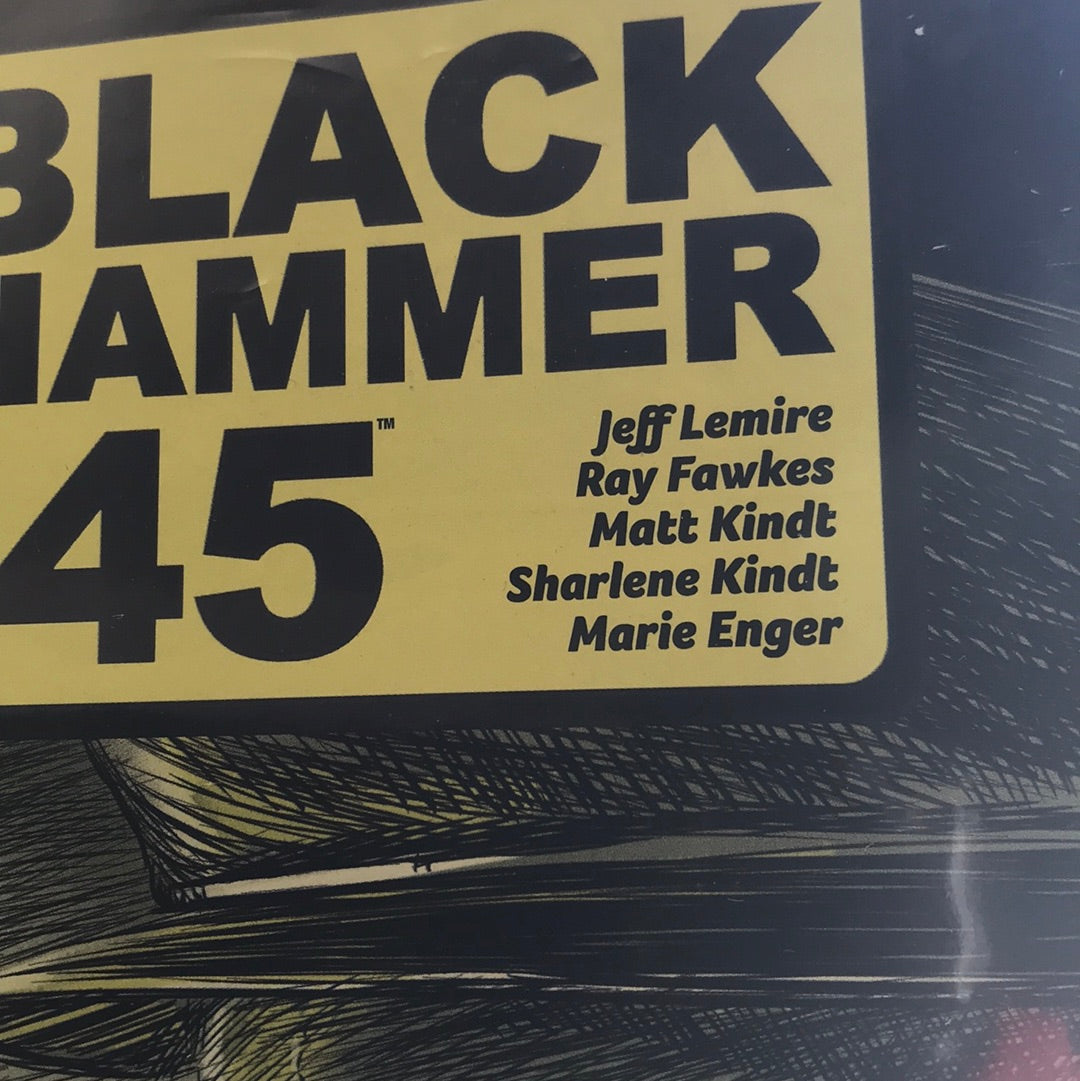 BLACK
HAMMER
45™
Jeff Lemire
Ray Fawkes
Matt Kindt
Sharlene Kindt
Marie Enger